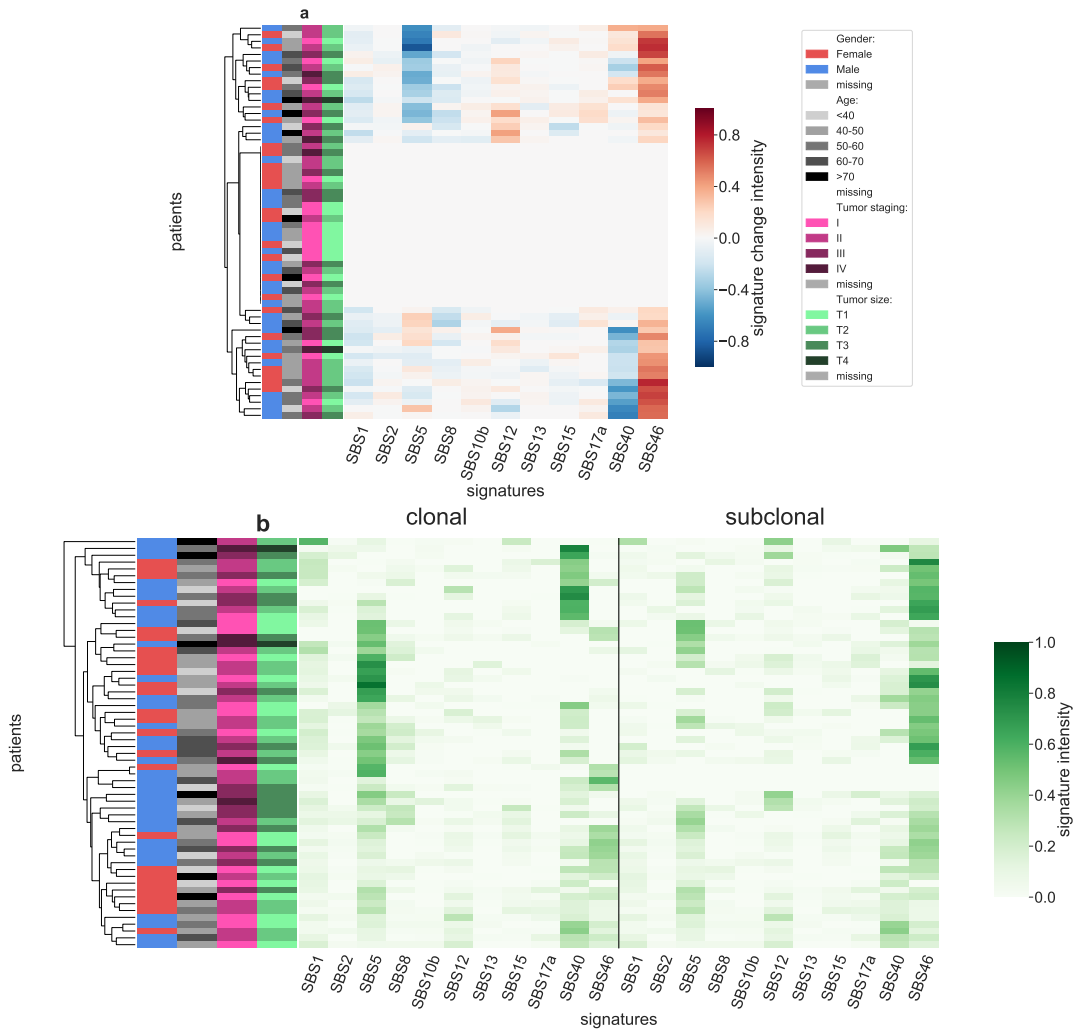 a
patients
SBS1
SBS2
SBS5
SBS8
SBS10b
SBS12
SBS13
SBS15
SBS17a
SBS40
SBS46
signatures
0.8
0.4
0.0
−0.4
−0.8
signature change intensity
Gender:
Female
Male
missing
Age:
<40
40-50
50-60
60-70
>70
missing
Tumor staging:
I
II
III
IV
missing
Tumor size:
T1
T2
T3
T4
missing
b
clonal
subclonal
patients
SBS1
SBS2
SBS5
SBS8
SBS10b
SBS12
SBS13
SBS15
SBS17a
SBS40
SBS46
SBS1
SBS2
SBS5
SBS8
SBS10b
SBS12
SBS13
SBS15
SBS17a
SBS40
SBS46
signatures
1.0
0.8
0.6
0.4
0.2
0.0
signature intensity